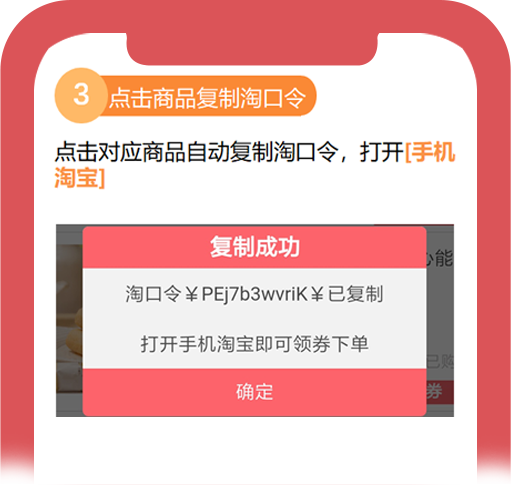 3 点击商品复制淘口令
点击对应商品自动复制淘口令，打开[手机
淘宝]
复制成功
心能
淘口令￥PEj7b3wvriK￥已复制
打开手机淘宝即可领券下单
已购
确定
券